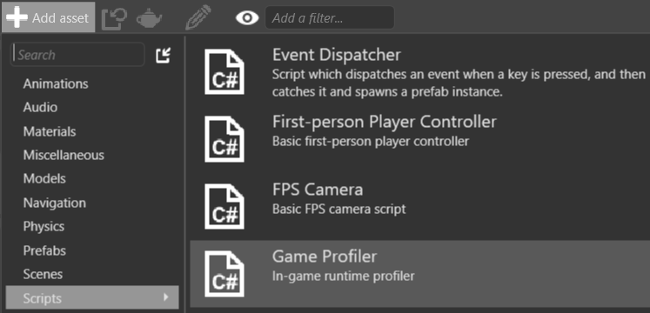 Add asset
Add a filter...
Search
Animations
Audio
Materials
Miscellaneous
Models
Navigation
Physics
Prefabs
Scenes
Scripts
C#
Event Dispatcher
Script which dispatches an event when a key is pressed, and then
catches it and spawns a prefab instance.
C#
First-person Player Controller
Basic first-person player controller
C#
FPS Camera
Basic FPS camera script
C#
Game Profiler
In-game runtime profiler